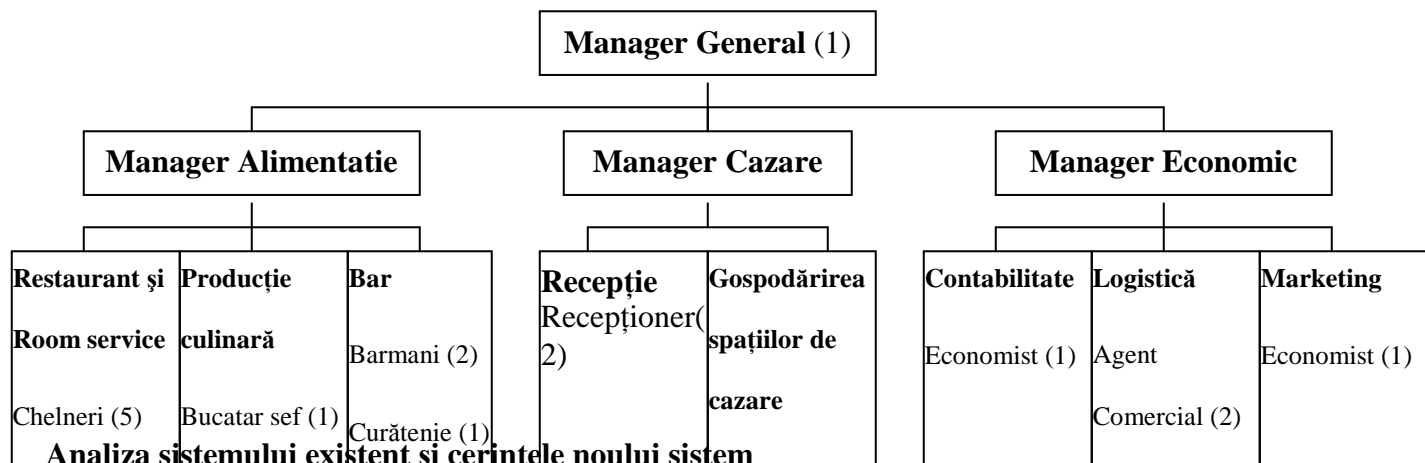 Manager General (1)
Manager Alimentatie
Manager Cazare
Manager Economic
Restaurant şi
Room service
Chelneri (5)
Producție
culinară
Bucatar sef (1)
Bar
Barmani (2)
Curătenie (1)
Recepție
Recepționer(
2)
Gospodărirea
spațiilor de
cazare
Contabilitate
Economist (1)
Logistică
Agent
Comercial (2)
Marketing
Economist (1)
Analiza sistemului existent si cerintele noului sistem